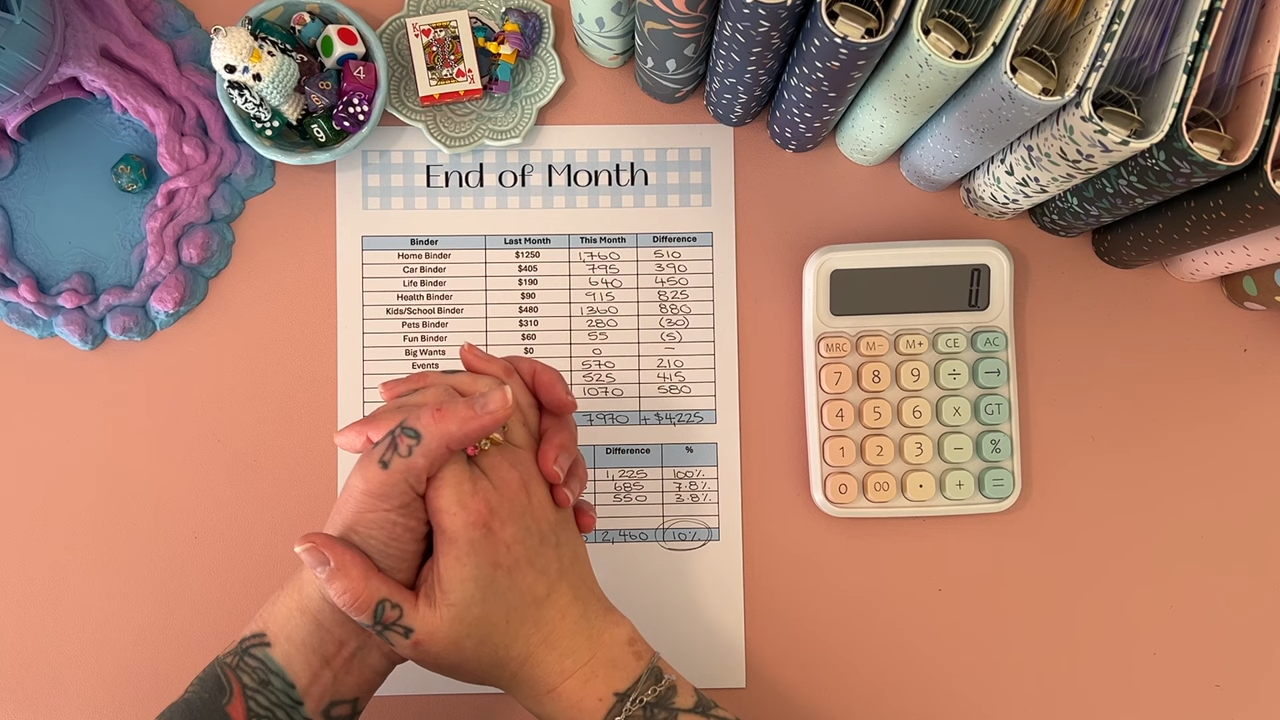 K
End of Month
Binder Last Month This Month Difference
Home Binder $1250 1,760 510
Car Binder $405 795 390
Life Binder $190 640 450
Health Binder $90 915 825
Kids/School Binder $480 1360 880
Pets Binder $310 280 (30)
Fun Binder $60 55 (5)
Big Wants $0 0 –
Events 570 210
525 415
1070 580
7970 +$4,225
Difference %
1,225 100%
685 7.8%
550 3.8%
2,460 10%
0.
MRC M− M+ CE AC
7 8 9 ÷ →
4 5 6 X GT
1 2 3 − %
0 00 • + =